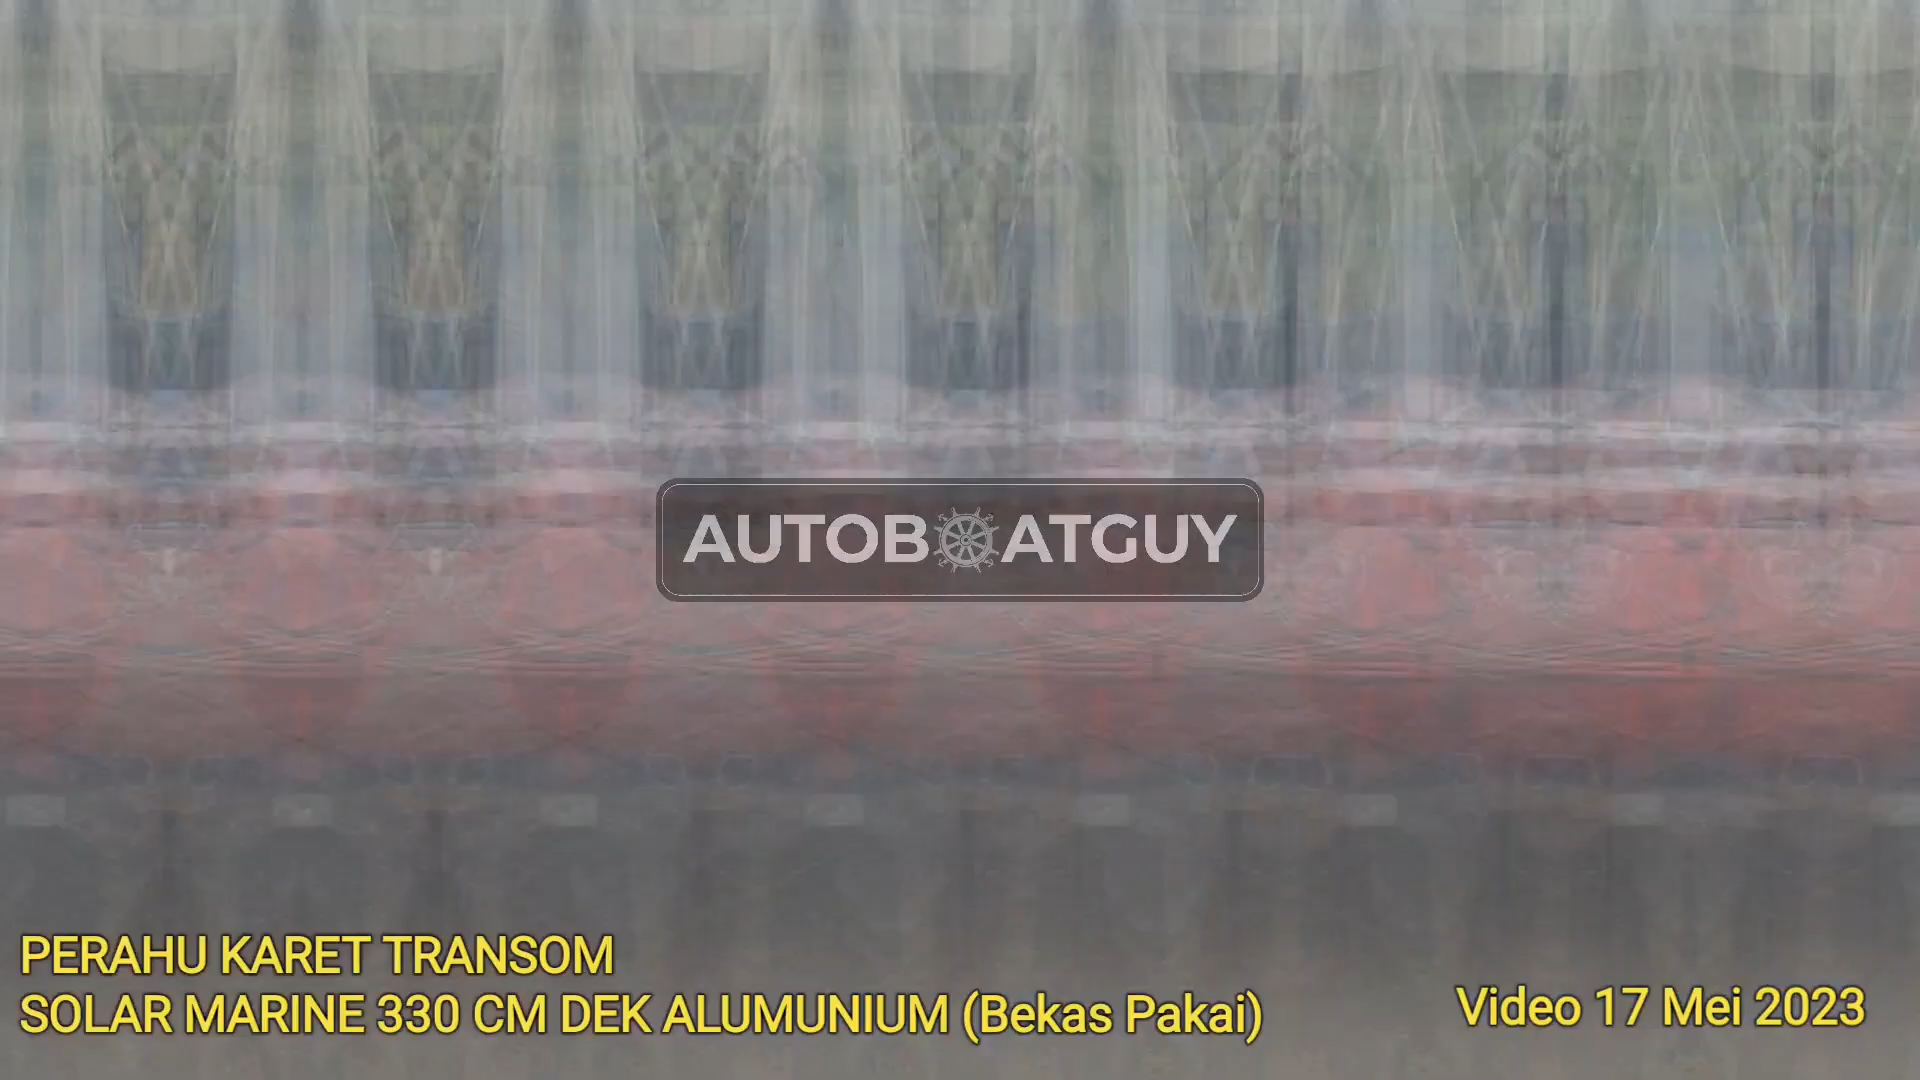 AUTOBOATGUY
PERAHU KARET TRANSOM
SOLAR MARINE 330 CM DEK ALUMUNIUM (Bekas Pakai)
Video 17 Mei 2023